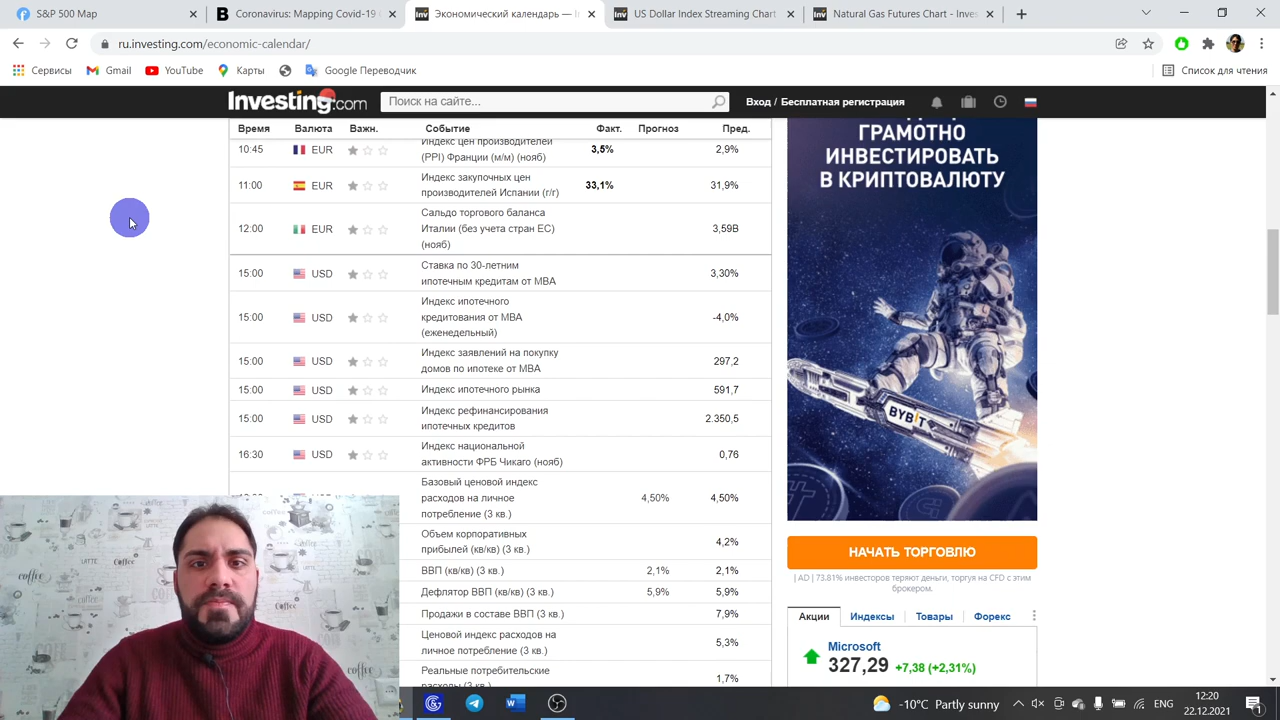 S&P 500 Map
Coronavirus: Mapping Covid-19
Экономический календарь — I
US Dollar Index Streaming Chart
Natural Gas Futures Chart - Inves
ru.investing.com/economic-calendar/
Сервисы
Gmail
YouTube
Карты
Google Переводчик
Список для чтения
Investing.com
Поиск на сайте...
Вход / Бесплатная регистрация
Время Валюта Важн. Событие Факт. Прогноз Пред.
10:45 EUR Индекс цен производителей 3,5% 2,9%
(PPI) Франции (м/м) (нояб)
11:00 EUR Индекс закупочных цен 33,1% 31,9%
производителей Испании (г/г)
12:00 EUR Сальдо торгового баланса 3,59B
Италии (без учета стран ЕС)
(нояб)
15:00 USD Ставка по 30-летним 3,30%
ипотечным кредитам от MBA
15:00 USD Индекс ипотечного -4,0%
кредитования от MBA
(еженедельный)
15:00 USD Индекс заявлений на покупку 297,2
домов по ипотеке от MBA
15:00 USD Индекс ипотечного рынка 591,7
15:00 USD Индекс рефинансирования 2.350,5
ипотечных кредитов
16:30 USD Индекс национальной 0,76
активности ФРБ Чикаго (нояб)
Базовый ценовой индекс
расходов на личное 4,50% 4,50%
потребление (3 кв.)
Объем корпоративных 4,2%
прибылей (кв/кв) (3 кв.)
ВВП (кв/кв) (3 кв.) 2,1% 2,1%
Дефлятор ВВП (кв/кв) (3 кв.) 5,9% 5,9%
Продажи в составе ВВП (3 кв.) 7,9%
Ценовой индекс расходов на 5,3%
личное потребление (3 кв.)
Реальные потребительские 1,7%
ГРАМОТНО
ИНВЕСТИРОВАТЬ
В КРИПТОВАЛЮТУ
BYBIT
НАЧАТЬ ТОРГОВЛЮ
| AD | 73.81% инвесторов теряют деньги, торгуя на CFD с этим
брокером.
Акции Индексы Товары Форекс
Microsoft
327,29 +7,38 (+2,31%)
-10°C Partly sunny
ENG
12:20
22.12.2021